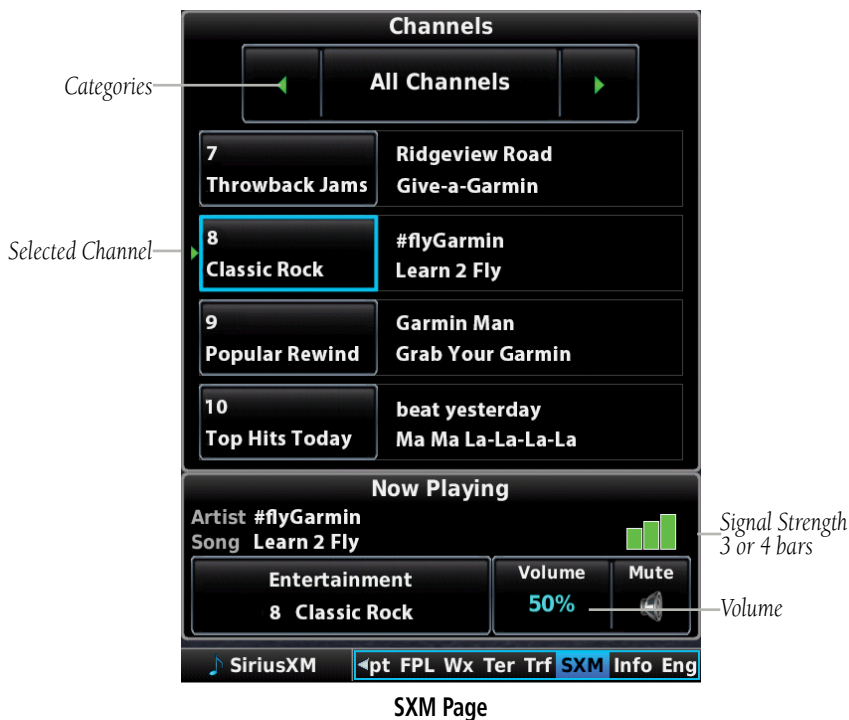 Channels
Categories
All Channels
7
Throwback Jams
Ridgeview Road
Give-a-Garmin
Selected Channel
8
Classic Rock
#flyGarmin
Learn 2 Fly
9
Popular Rewind
Garmin Man
Grab Your Garmin
10
Top Hits Today
beat yesterday
Ma Ma La-La-La-La
Now Playing
Artist #flyGarmin
Song Learn 2 Fly
Signal Strength
3 or 4 bars
Entertainment
8 Classic Rock
Volume
50%
Mute
Volume
SiriusXM
pt FPL Wx Ter Trf SXM Info Eng
SXM Page